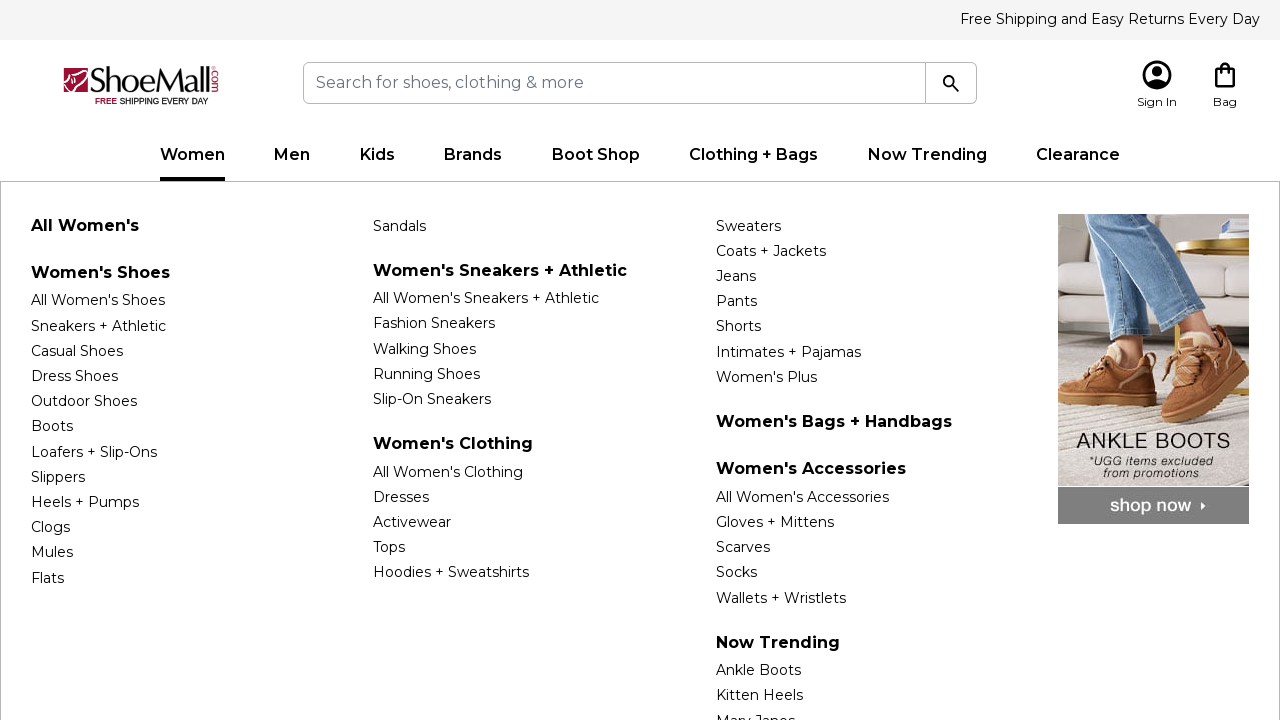 Free Shipping and Easy Returns Every Day
ShoeMall.com
FREE SHIPPING EVERY DAY
Search for shoes, clothing & more
Sign In
Bag
Women
Men
Kids
Brands
Boot Shop
Clothing + Bags
Now Trending
Clearance
All Women's
Women's Shoes
All Women's Shoes
Sneakers + Athletic
Casual Shoes
Dress Shoes
Outdoor Shoes
Boots
Loafers + Slip-Ons
Slippers
Heels + Pumps
Clogs
Mules
Flats
Sandals
Women's Sneakers + Athletic
All Women's Sneakers + Athletic
Fashion Sneakers
Walking Shoes
Running Shoes
Slip-On Sneakers
Women's Clothing
All Women's Clothing
Dresses
Activewear
Tops
Hoodies + Sweatshirts
Sweaters
Coats + Jackets
Jeans
Pants
Shorts
Intimates + Pajamas
Women's Plus
Women's Bags + Handbags
Women's Accessories
All Women's Accessories
Gloves + Mittens
Scarves
Socks
Wallets + Wristlets
Now Trending
Ankle Boots
Kitten Heels
Mary Janes
ANKLE BOOTS
*UGG items excluded
from promotions
shop now